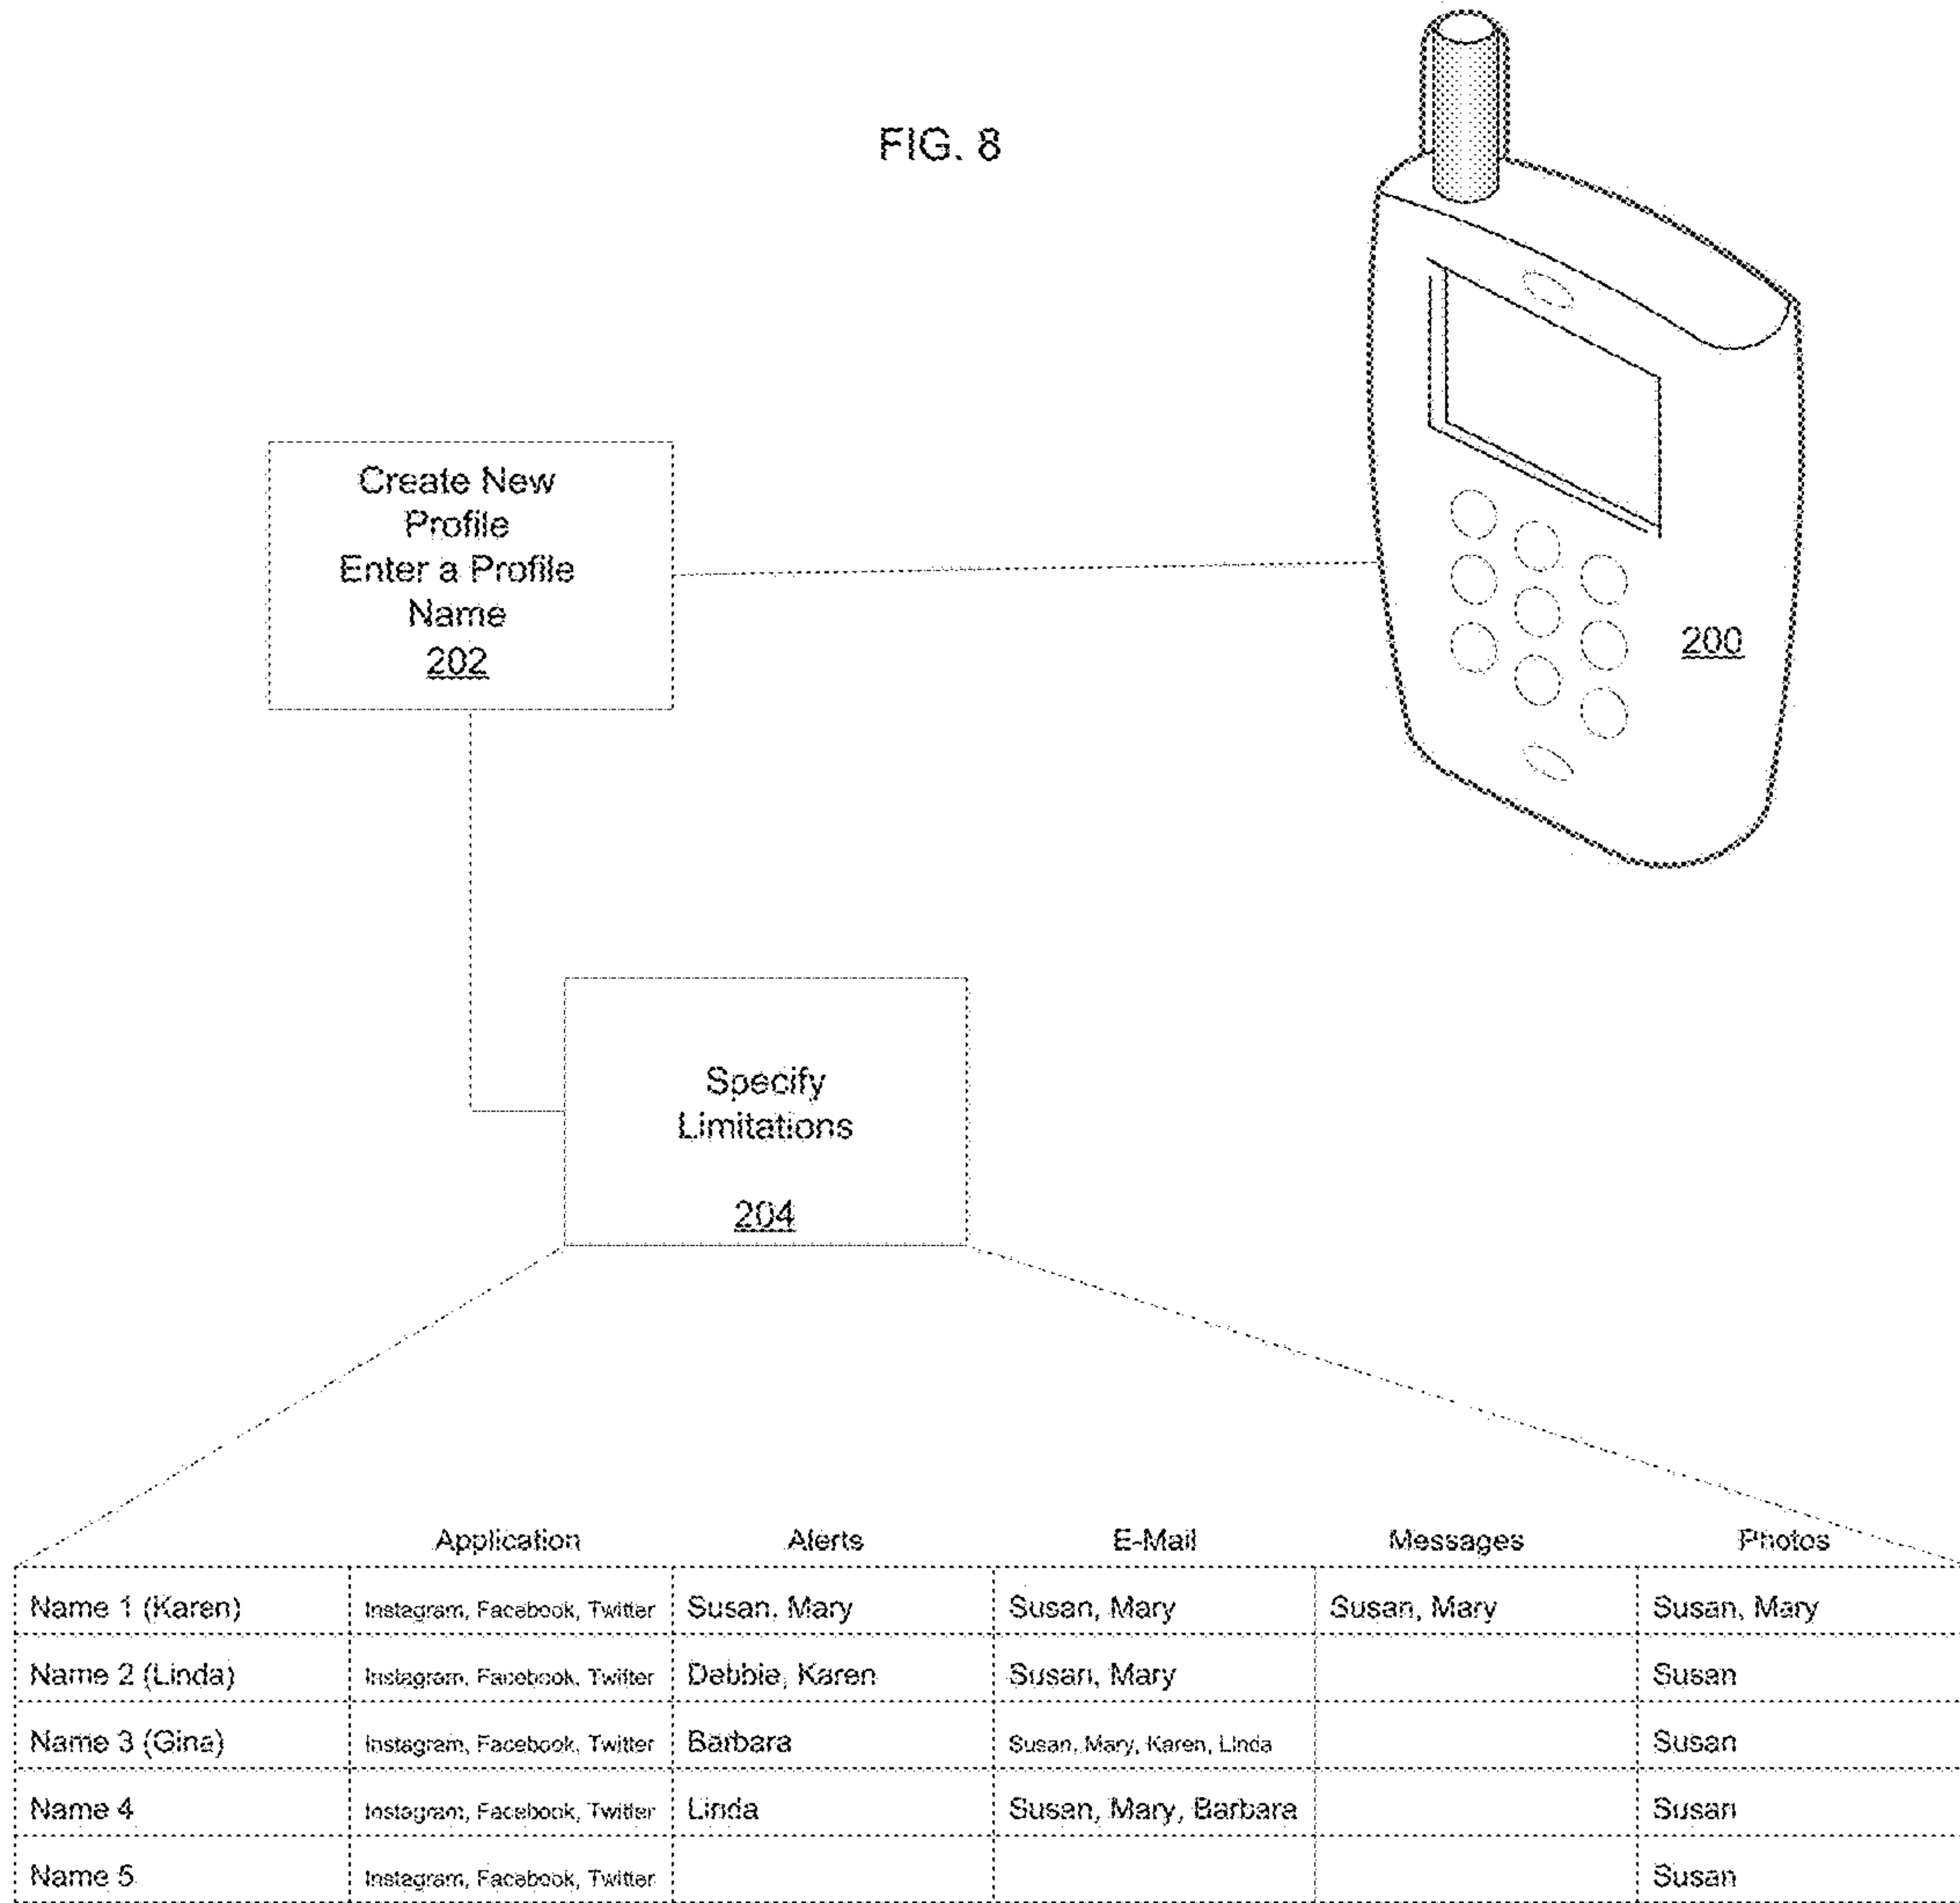 FIG. 8
Create New
Profile
Enter a Profile
Name
202
200
Specify
Limitations
204
Application Alerts E-Mail Messages Photos
Name 1 (Karen) Instagram, Facebook, Twitter Susan, Mary Susan, Mary Susan, Mary Susan, Mary
Name 2 (Linda) Instagram, Facebook, Twitter Debbie, Karen Susan, Mary Susan
Name 3 (Gina) Instagram, Facebook, Twitter Barbara Susan, Mary, Karen, Linda Susan
Name 4 Instagram, Facebook, Twitter Linda Susan, Mary, Barbara Susan
Name 5 Instagram, Facebook, Twitter Susan